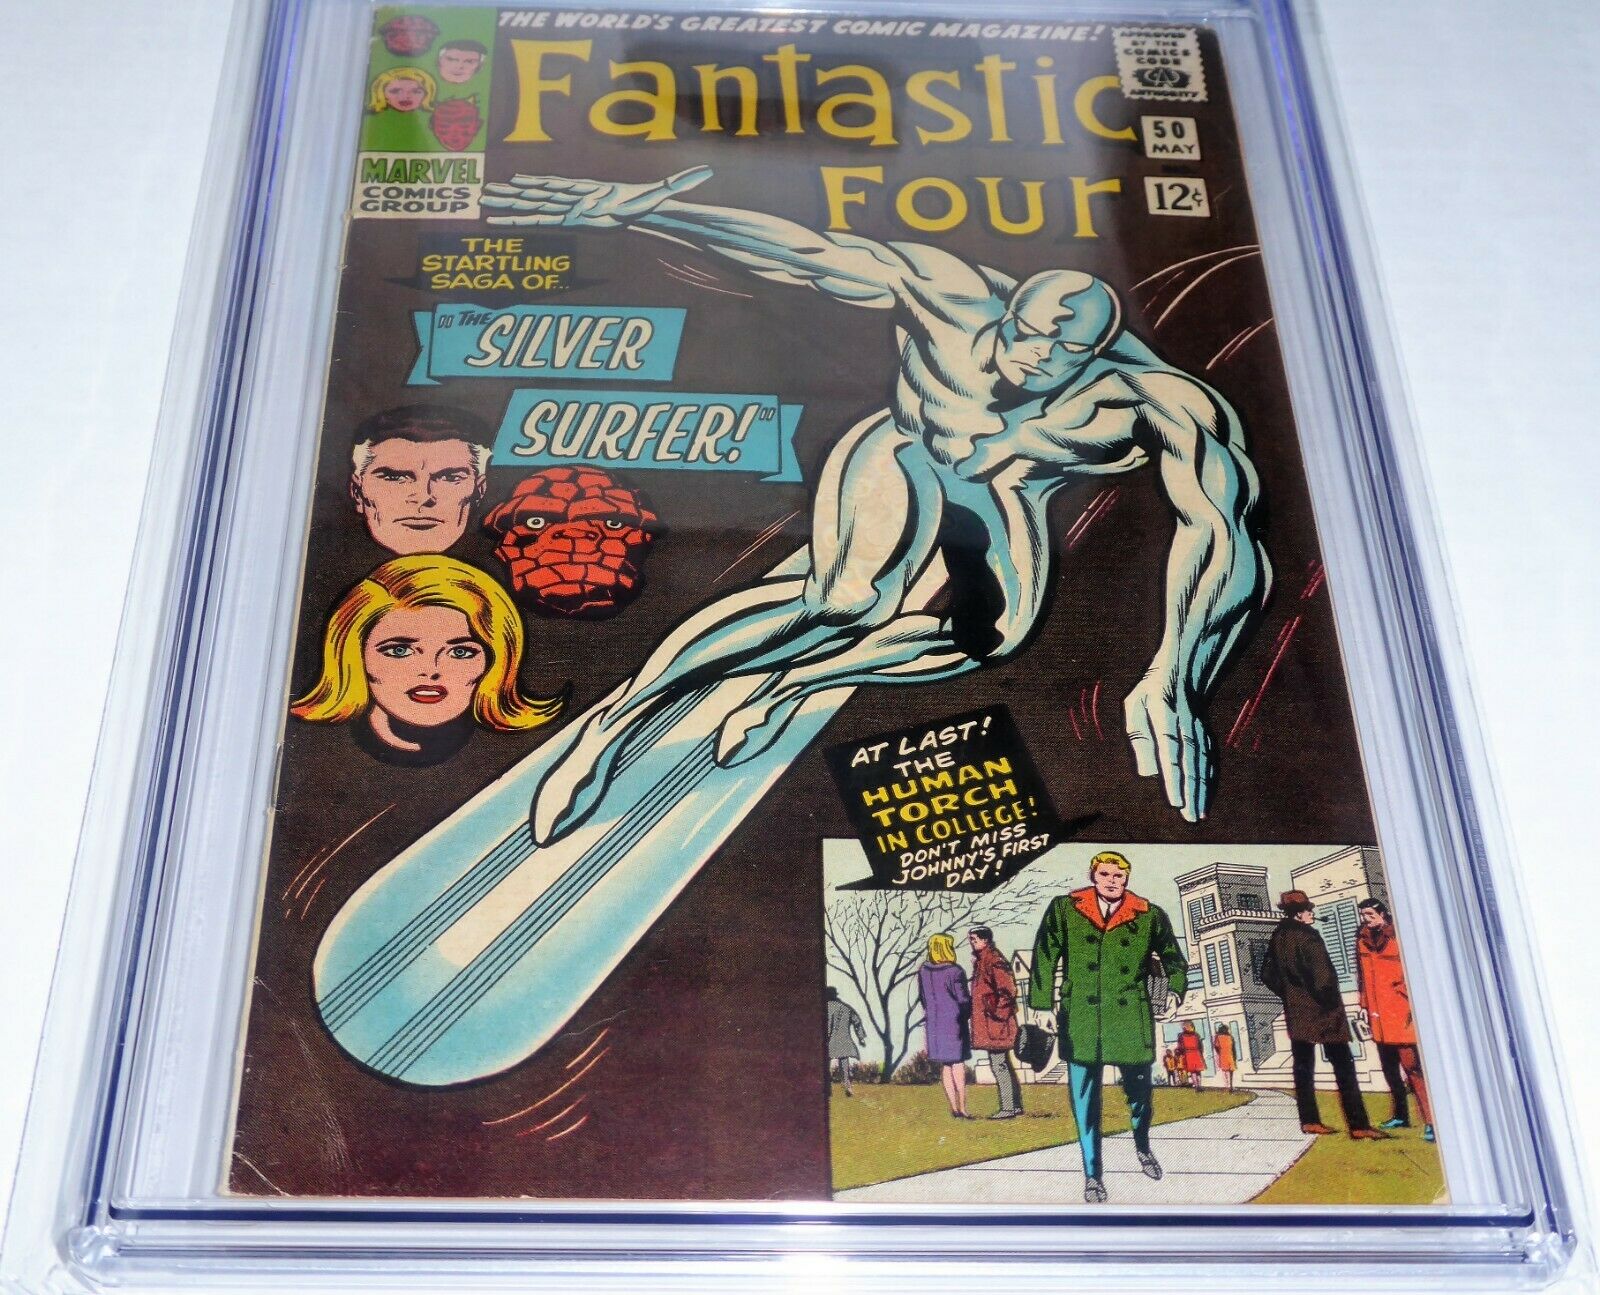 THE WORLD'S GREATEST COMIC MAGAZINE!
Fantastic
Four
APPROVED
BY THE
COMICS
CODE
AUTHORITY
50
MAY
12¢
MARVEL
COMICS
GROUP
THE
STARTLING
SAGA OF..
"THE SILVER
SURFER!"
AT LAST!
THE
HUMAN
TORCH
IN COLLEGE!
DON'T MISS
JOHNNY'S FIRST
DAY!